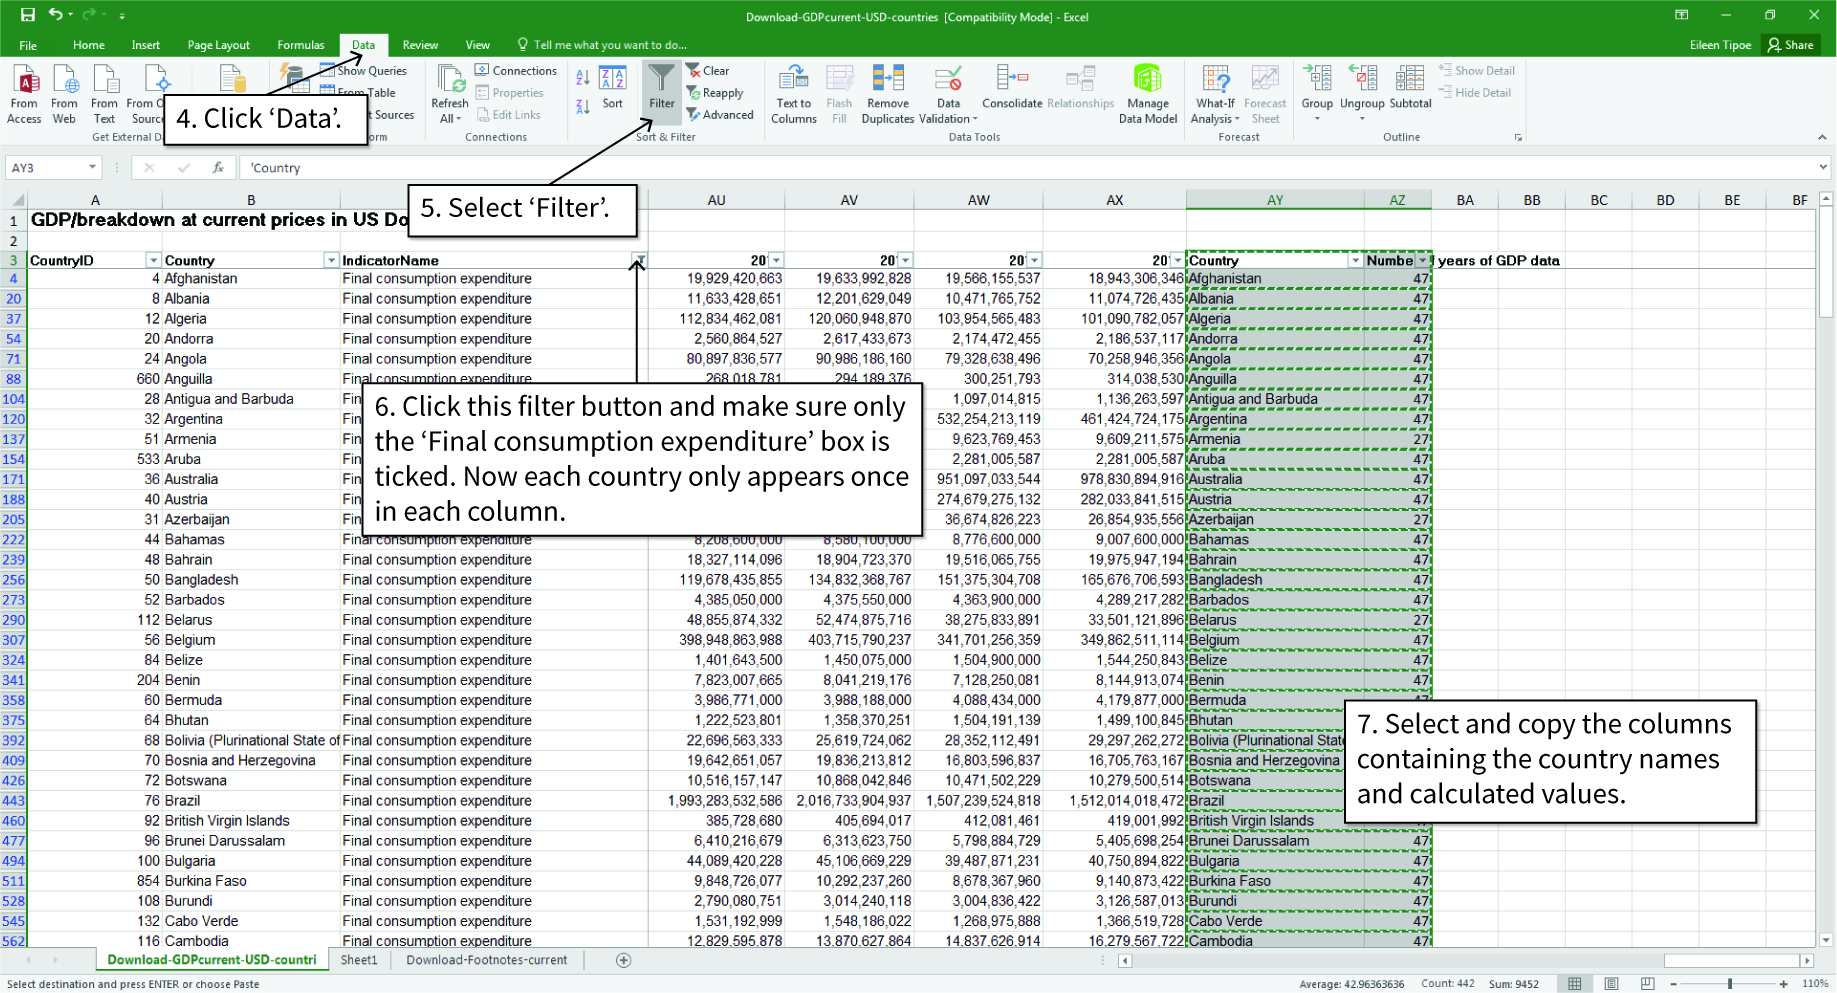 Download-GDPcurrent-USD-countries [Compatibility Mode] - Excel
File Home Insert Page Layout Formulas Data Review View Tell me what you want to do... Eileen Tipoe Share
Show Queries Connections Clear Show Detail
From Table Properties Reapply Hide Detail
Sources Edit Links Advanced
From Access From Web From Text Refresh All Sort Filter Text to Columns Flash Fill Remove Duplicates Data Validation Consolidate Relationships Manage Data Model What-If Analysis Forecast Sheet Group Ungroup Subtotal
Get External Connections Sort & Filter Data Tools Forecast Outline
4. Click ‘Data’.
AY3 fx 'Country
5. Select ‘Filter’.
A B AU AV AW AX AY AZ BA BB BC BD BE BF
1 GDP/breakdown at current prices in US Do
2
3 CountryID Country IndicatorName 20 20 20 20 Country Numbe years of GDP data
4 4 Afghanistan Final consumption expenditure 19,929,420,663 19,633,992,828 19,566,155,537 18,943,306,346 Afghanistan 47
20 8 Albania Final consumption expenditure 11,633,428,651 12,201,629,049 10,471,765,752 11,074,726,435 Albania 47
37 12 Algeria Final consumption expenditure 112,834,462,081 120,060,948,870 103,954,565,483 101,090,782,057 Algeria 47
54 20 Andorra Final consumption expenditure 2,560,864,527 2,617,433,673 2,174,472,455 2,186,537,117 Andorra 47
71 24 Angola Final consumption expenditure 80,897,836,577 90,986,186,160 79,328,638,496 70,258,946,356 Angola 47
88 660 Anguilla Final consumption expenditure 268,018,781 294,189,376 300,251,793 314,038,530 Anguilla 47
104 28 Antigua and Barbuda 1,097,014,815 1,136,263,597 Antigua and Barbuda 47
120 32 Argentina 532,254,213,119 461,424,724,175 Argentina 47
137 51 Armenia 9,623,769,453 9,609,211,575 Armenia 27
154 533 Aruba 2,281,005,587 2,281,005,587 Aruba 47
171 36 Australia 951,097,033,544 978,830,894,916 Australia 47
188 40 Austria 274,679,275,132 282,033,841,515 Austria 47
205 31 Azerbaijan 36,674,826,223 26,854,935,556 Azerbaijan 27
6. Click this filter button and make sure only
the ‘Final consumption expenditure’ box is
ticked. Now each country only appears once
in each column.
222 44 Bahamas Final consumption expenditure 8,208,600,000 8,580,100,000 8,776,600,000 9,007,600,000 Bahamas 47
239 48 Bahrain Final consumption expenditure 18,327,114,096 18,904,723,370 19,516,065,755 19,975,947,194 Bahrain 47
256 50 Bangladesh Final consumption expenditure 119,678,435,855 134,832,368,767 151,375,304,708 165,676,706,593 Bangladesh 47
273 52 Barbados Final consumption expenditure 4,385,050,000 4,375,550,000 4,363,900,000 4,289,217,282 Barbados 47
290 112 Belarus Final consumption expenditure 48,855,874,332 52,474,875,716 38,275,833,891 33,501,121,896 Belarus 27
307 56 Belgium Final consumption expenditure 398,948,863,988 403,715,790,237 341,701,256,359 349,862,511,114 Belgium 47
324 84 Belize Final consumption expenditure 1,401,643,500 1,450,075,000 1,504,900,000 1,544,250,843 Belize 47
341 204 Benin Final consumption expenditure 7,823,007,665 8,041,219,176 7,128,250,081 8,144,913,074 Benin 47
358 60 Bermuda Final consumption expenditure 3,986,771,000 3,988,188,000 4,088,434,000 4,179,877,000 Bermuda
375 64 Bhutan Final consumption expenditure 1,222,523,801 1,358,370,251 1,504,191,139 1,499,100,845 Bhutan
392 68 Bolivia (Plurinational State of Final consumption expenditure 22,696,563,333 25,619,724,062 28,352,112,491 29,297,262,272 Bolivia (Plurinational State
409 70 Bosnia and Herzegovina Final consumption expenditure 19,642,651,057 19,836,213,812 16,803,596,837 16,705,763,167 Bosnia and Herzegovina
426 72 Botswana Final consumption expenditure 10,516,157,147 10,868,042,846 10,471,502,229 10,279,500,514 Botswana
443 76 Brazil Final consumption expenditure 1,993,283,532,586 2,016,733,904,937 1,507,239,524,818 1,512,014,018,472 Brazil
460 92 British Virgin Islands Final consumption expenditure 385,728,680 405,694,017 412,081,461 419,001,992 British Virgin Islands
7. Select and copy the columns
containing the country names
and calculated values.
477 96 Brunei Darussalam Final consumption expenditure 6,410,216,679 6,313,623,750 5,798,884,729 5,405,698,254 Brunei Darussalam 47
494 100 Bulgaria Final consumption expenditure 44,089,420,228 45,106,669,229 39,487,871,231 40,750,894,822 Bulgaria 47
511 854 Burkina Faso Final consumption expenditure 9,848,726,077 10,292,237,260 8,678,367,960 9,140,873,422 Burkina Faso 47
528 108 Burundi Final consumption expenditure 2,790,080,751 3,014,240,118 3,004,836,422 3,126,587,013 Burundi 47
545 132 Cabo Verde Final consumption expenditure 1,531,192,999 1,548,186,022 1,268,975,888 1,366,519,728 Cabo Verde 47
562 116 Cambodia Final consumption expenditure 12,829,595,878 13,870,627,864 14,837,626,914 16,279,567,722 Cambodia 47
Download-GDPcurrent-USD-countri Sheet1 Download-Footnotes-current
Select destination and press ENTER or choose Paste Average: 42.96363636 Count: 442 Sum: 9452 110%